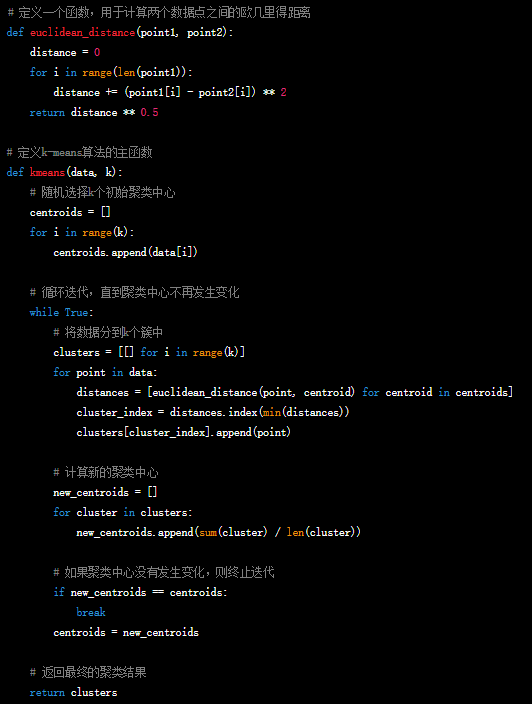 # 定义一个函数，用于计算两个数据点之间的欧几里得距离
def euclidean_distance(point1, point2):
    distance = 0
    for i in range(len(point1)):
        distance += (point1[i] - point2[i]) ** 2
    return distance ** 0.5

# 定义k-means算法的主函数
def kmeans(data, k):
    # 随机选择k个初始聚类中心
    centroids = []
    for i in range(k):
        centroids.append(data[i])

    # 循环迭代，直到聚类中心不再发生变化
    while True:
        # 将数据分到k个簇中
        clusters = [[] for i in range(k)]
        for point in data:
            distances = [euclidean_distance(point, centroid) for centroid in centroids]
            cluster_index = distances.index(min(distances))
            clusters[cluster_index].append(point)

        # 计算新的聚类中心
        new_centroids = []
        for cluster in clusters:
            new_centroids.append(sum(cluster) / len(cluster))

        # 如果聚类中心没有发生变化，则终止迭代
        if new_centroids == centroids:
            break
        centroids = new_centroids

    # 返回最终的聚类结果
    return clusters